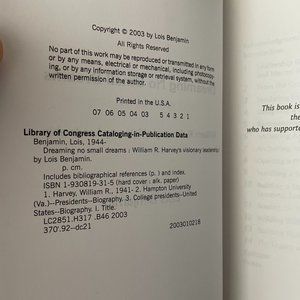 Copyright © 2003 by Lois Benjamin
All Rights Reserved
No part of this work may be reproduced or transmitted in any form
or by any means, electrical or mechanical, including photocopy-
ing, or by any information storage or retrieval system, without the
written permission of the author.
Printed in the U.S.A.
07 06 05 04 03 5 4 3 2 1
Library of Congress Cataloging-in-Publication Data
Benjamin, Lois, 1944-
Dreaming no small dreams : William R. Harvey's visionary leadership /
by Lois Benjamin.
p. cm.
Includes bibliographical references (p. ) and index.
ISBN 1-930819-31-5 (hard cover : alk. paper)
1. Harvey, William R., 1941- 2. Hampton University
(Va.)--Presidents--Biography. 3. College presidents--United
States--Biography. I. Title.
LC2851.H317 .B46 2003
370'.92--dc21 2003010218
This book is
the
who has supporte